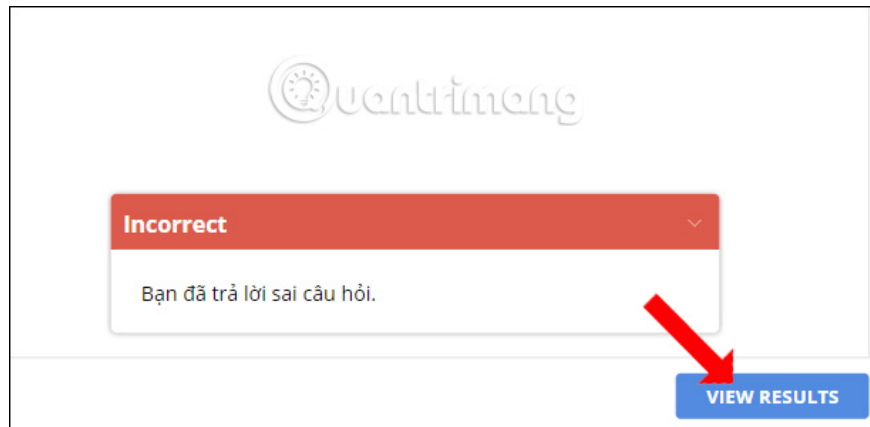 Quantrimang
Incorrect
Bạn đã trả lời sai câu hỏi.
VIEW RESULTS